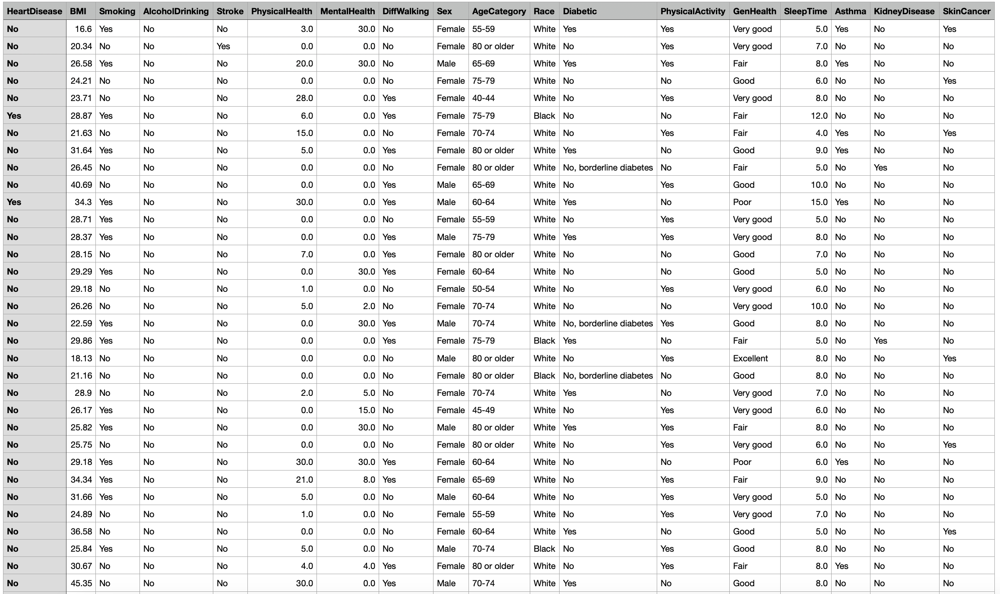 HeartDisease BMI Smoking AlcoholDrinking Stroke PhysicalHealth MentalHealth DiffWalking Sex AgeCategory Race Diabetic PhysicalActivity GenHealth SleepTime Asthma KidneyDisease SkinCancer
No 16.6 Yes No No 3.0 30.0 No Female 55-59 White Yes Yes Very good 5.0 Yes No Yes
No 20.34 No No Yes 0.0 0.0 No Female 80 or older White No Yes Very good 7.0 No No No
No 26.58 Yes No No 20.0 30.0 No Male 65-69 White Yes Yes Fair 8.0 Yes No No
No 24.21 No No No 0.0 0.0 No Female 75-79 White No No Good 6.0 No No Yes
No 23.71 No No No 28.0 0.0 Yes Female 40-44 White No Yes Very good 8.0 No No No
Yes 28.87 Yes No No 6.0 0.0 Yes Female 75-79 Black No No Fair 12.0 No No No
No 21.63 No No No 15.0 0.0 No Female 70-74 White No Yes Fair 4.0 Yes No Yes
No 31.64 Yes No No 5.0 0.0 Yes Female 80 or older White Yes No Good 9.0 Yes No No
No 26.45 No No No 0.0 0.0 No Female 80 or older White No, borderline diabetes No Fair 5.0 No Yes No
No 40.69 No No No 0.0 0.0 Yes Male 65-69 White No Yes Good 10.0 No No No
Yes 34.3 Yes No No 30.0 0.0 Yes Male 60-64 White Yes No Poor 15.0 Yes No No
No 28.71 Yes No No 0.0 0.0 No Female 55-59 White No Yes Very good 5.0 No No No
No 28.37 Yes No No 0.0 0.0 Yes Male 75-79 White Yes Yes Very good 8.0 No No No
No 28.15 No No No 7.0 0.0 Yes Female 80 or older White No No Good 7.0 No No No
No 29.29 Yes No No 0.0 30.0 Yes Female 60-64 White No No Good 5.0 No No No
No 29.18 No No No 1.0 0.0 No Female 50-54 White No Yes Very good 6.0 No No No
No 26.26 No No No 5.0 2.0 No Female 70-74 White No No Very good 10.0 No No No
No 22.59 Yes No No 0.0 30.0 Yes Male 70-74 White No, borderline diabetes Yes Good 8.0 No No No
No 29.86 Yes No No 0.0 0.0 Yes Female 75-79 Black Yes No Fair 5.0 No Yes No
No 18.13 No No No 0.0 0.0 No Male 80 or older White No Yes Excellent 8.0 No No Yes
No 21.16 No No No 0.0 0.0 No Female 80 or older Black No, borderline diabetes No Good 8.0 No No No
No 28.9 No No No 2.0 5.0 No Female 70-74 White Yes No Very good 7.0 No No No
No 26.17 Yes No No 0.0 15.0 No Female 45-49 White No Yes Very good 6.0 No No No
No 25.82 Yes No No 0.0 30.0 No Male 80 or older White Yes Yes Fair 8.0 No No No
No 25.75 No No No 0.0 0.0 No Female 80 or older White No Yes Very good 6.0 No No Yes
No 29.18 Yes No No 30.0 30.0 Yes Female 60-64 White No No Poor 6.0 Yes No No
No 34.34 Yes No No 21.0 8.0 Yes Female 65-69 White No Yes Fair 9.0 No No No
No 31.66 Yes No No 5.0 0.0 No Male 60-64 White No Yes Very good 5.0 No No No
No 24.89 No No No 1.0 0.0 No Female 55-59 White No Yes Very good 7.0 No No No
No 36.58 No No No 0.0 0.0 No Female 60-64 White Yes No Good 5.0 No No Yes
No 25.84 Yes No No 5.0 0.0 No Male 70-74 Black No Yes Good 8.0 No No No
No 30.67 No No No 4.0 4.0 Yes Female 80 or older White No Yes Fair 8.0 Yes No No
No 45.35 No No No 30.0 0.0 Yes Male 70-74 White Yes No Good 8.0 No No No